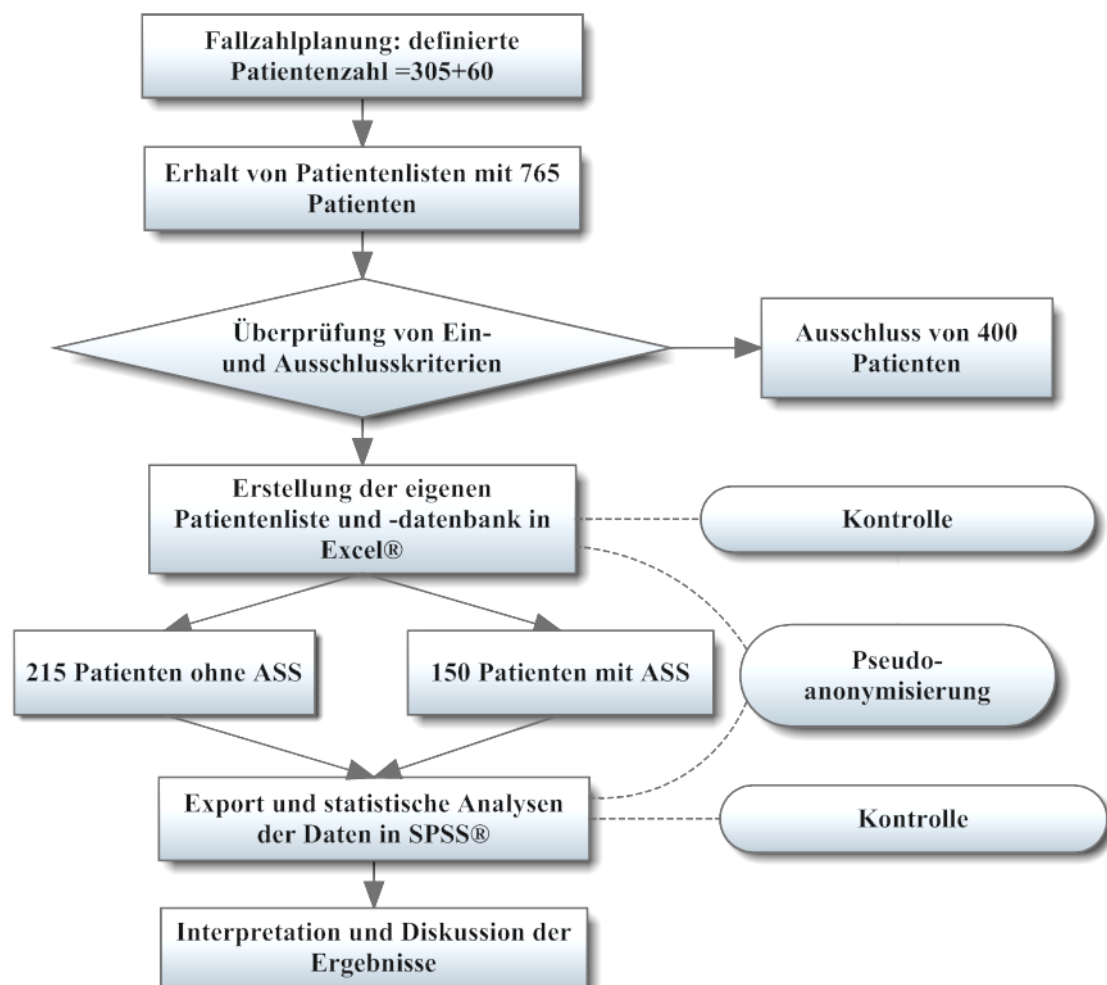 Fallzahlplanung: definierte
Patientenzahl =305+60
Erhalt von Patientenlisten mit 765
Patienten
Überprüfung von Ein-
und Ausschlusskriterien
Ausschluss von 400
Patienten
Erstellung der eigenen
Patientenliste und -datenbank in
Excel®
Kontrolle
215 Patienten ohne ASS
150 Patienten mit ASS
Pseudo-
anonymisierung
Export und statistische Analysen
der Daten in SPSS®
Kontrolle
Interpretation und Diskussion der
Ergebnisse